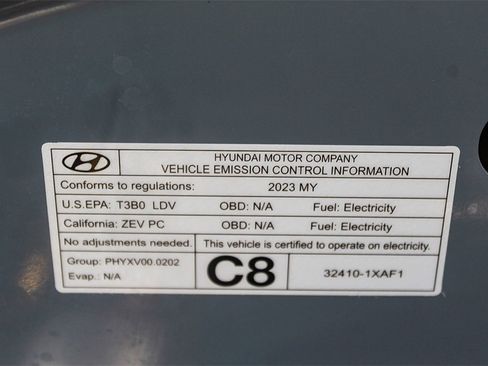 HYUNDAI MOTOR COMPANY
VEHICLE EMISSION CONTROL INFORMATION
Conforms to regulations: 2023 MY
U.S.EPA: T3B0 LDV OBD: N/A Fuel: Electricity
California: ZEV PC OBD: N/A Fuel: Electricity
No adjustments needed. This vehicle is certified to operate on electricity.
Group: PHYXV00.0202
Evap.: N/A
C8
32410-1XAF1